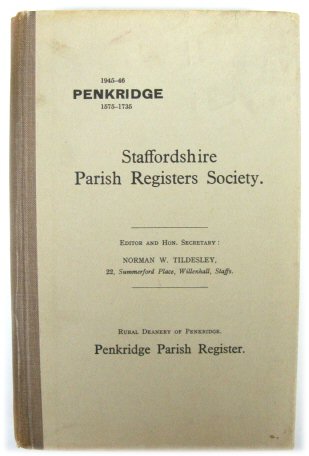 1945-46
PENKRIDGE
1575-1735
Staffordshire
Parish Registers Society.
Editor and Hon. Secretary:
NORMAN W. TILDESLEY,
22, Summerford Place, Willenhall, Staffs.
Rural Deanery of Penkridge.
Penkridge Parish Register.